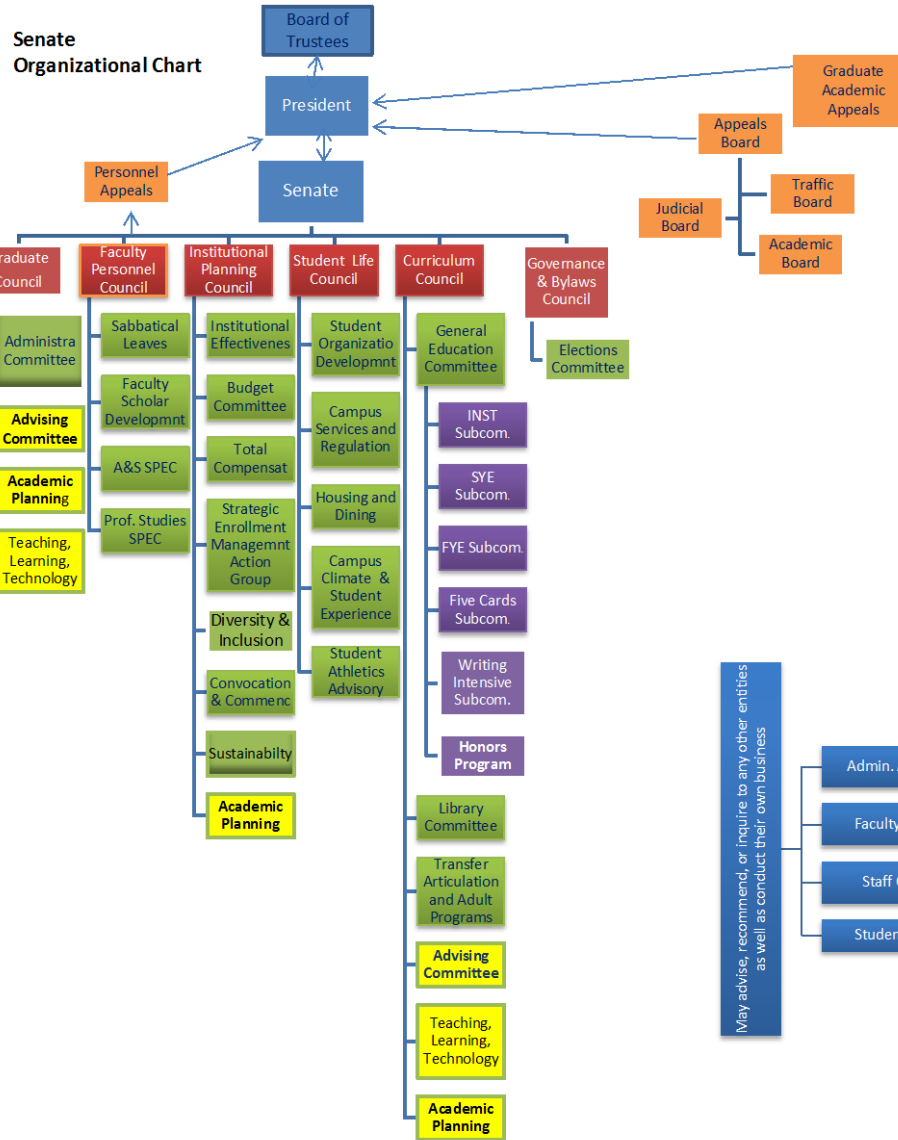 Senate
Organizational Chart
Board of
Trustees
President
Senate
Graduate
Academic
Appeals
Appeals
Board
Traffic
Board
Judicial
Board
Academic
Board
Personnel
Appeals
raduate
Council
Faculty
Personnel
Council
Institutional
Planning
Council
Student Life
Council
Curriculum
Council
Governance
& Bylaws
Council
Administra
Committee
Advising
Committee
Academic
Planning
Teaching,
Learning,
Technology
Sabbatical
Leaves
Faculty
Scholar
Developmnt
A&S SPEC
Prof. Studies
SPEC
Institutional
Effectivenes
Budget
Committee
Total
Compensat
Strategic
Enrollment
Managemnt
Action
Group
Diversity &
Inclusion
Convocation
& Commenc
Sustainabilty
Academic
Planning
Student
Organizatio
Developmnt
Campus
Services and
Regulation
Housing and
Dining
Campus
Climate &
Student
Experience
Student
Athletics
Advisory
General
Education
Committee
INST
Subcom.
SYE
Subcom.
FYE Subcom.
Five Cards
Subcom.
Writing
Intensive
Subcom.
Honors
Program
Library
Committee
Transfer
Articulation
and Adult
Programs
Advising
Committee
Teaching,
Learning,
Technology
Academic
Planning
Elections
Committee
May advise, recommend, or inquire to any other entities
as well as conduct their own business
Admin.
Faculty
Staff
Studen